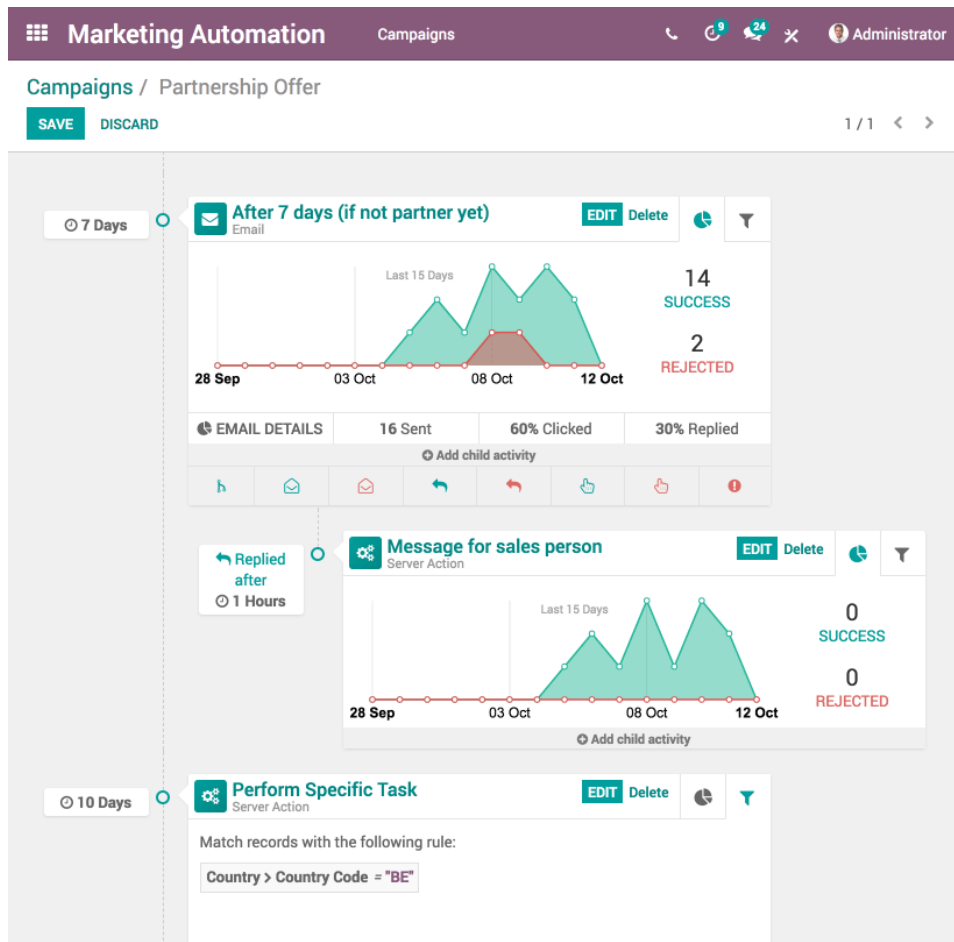 Marketing Automation Campaigns 9 24 Administrator
Campaigns / Partnership Offer
SAVE DISCARD 1 / 1
7 Days
After 7 days (if not partner yet) EDIT Delete
Email
Last 15 Days
14
SUCCESS
2
REJECTED
28 Sep 03 Oct 08 Oct 12 Oct
EMAIL DETAILS 16 Sent 60% Clicked 30% Replied
Add child activity
Replied
after
1 Hours
Message for sales person EDIT Delete
Server Action
Last 15 Days
0
SUCCESS
0
REJECTED
28 Sep 03 Oct 08 Oct 12 Oct
Add child activity
10 Days
Perform Specific Task EDIT Delete
Server Action
Match records with the following rule:
Country > Country Code = "BE"